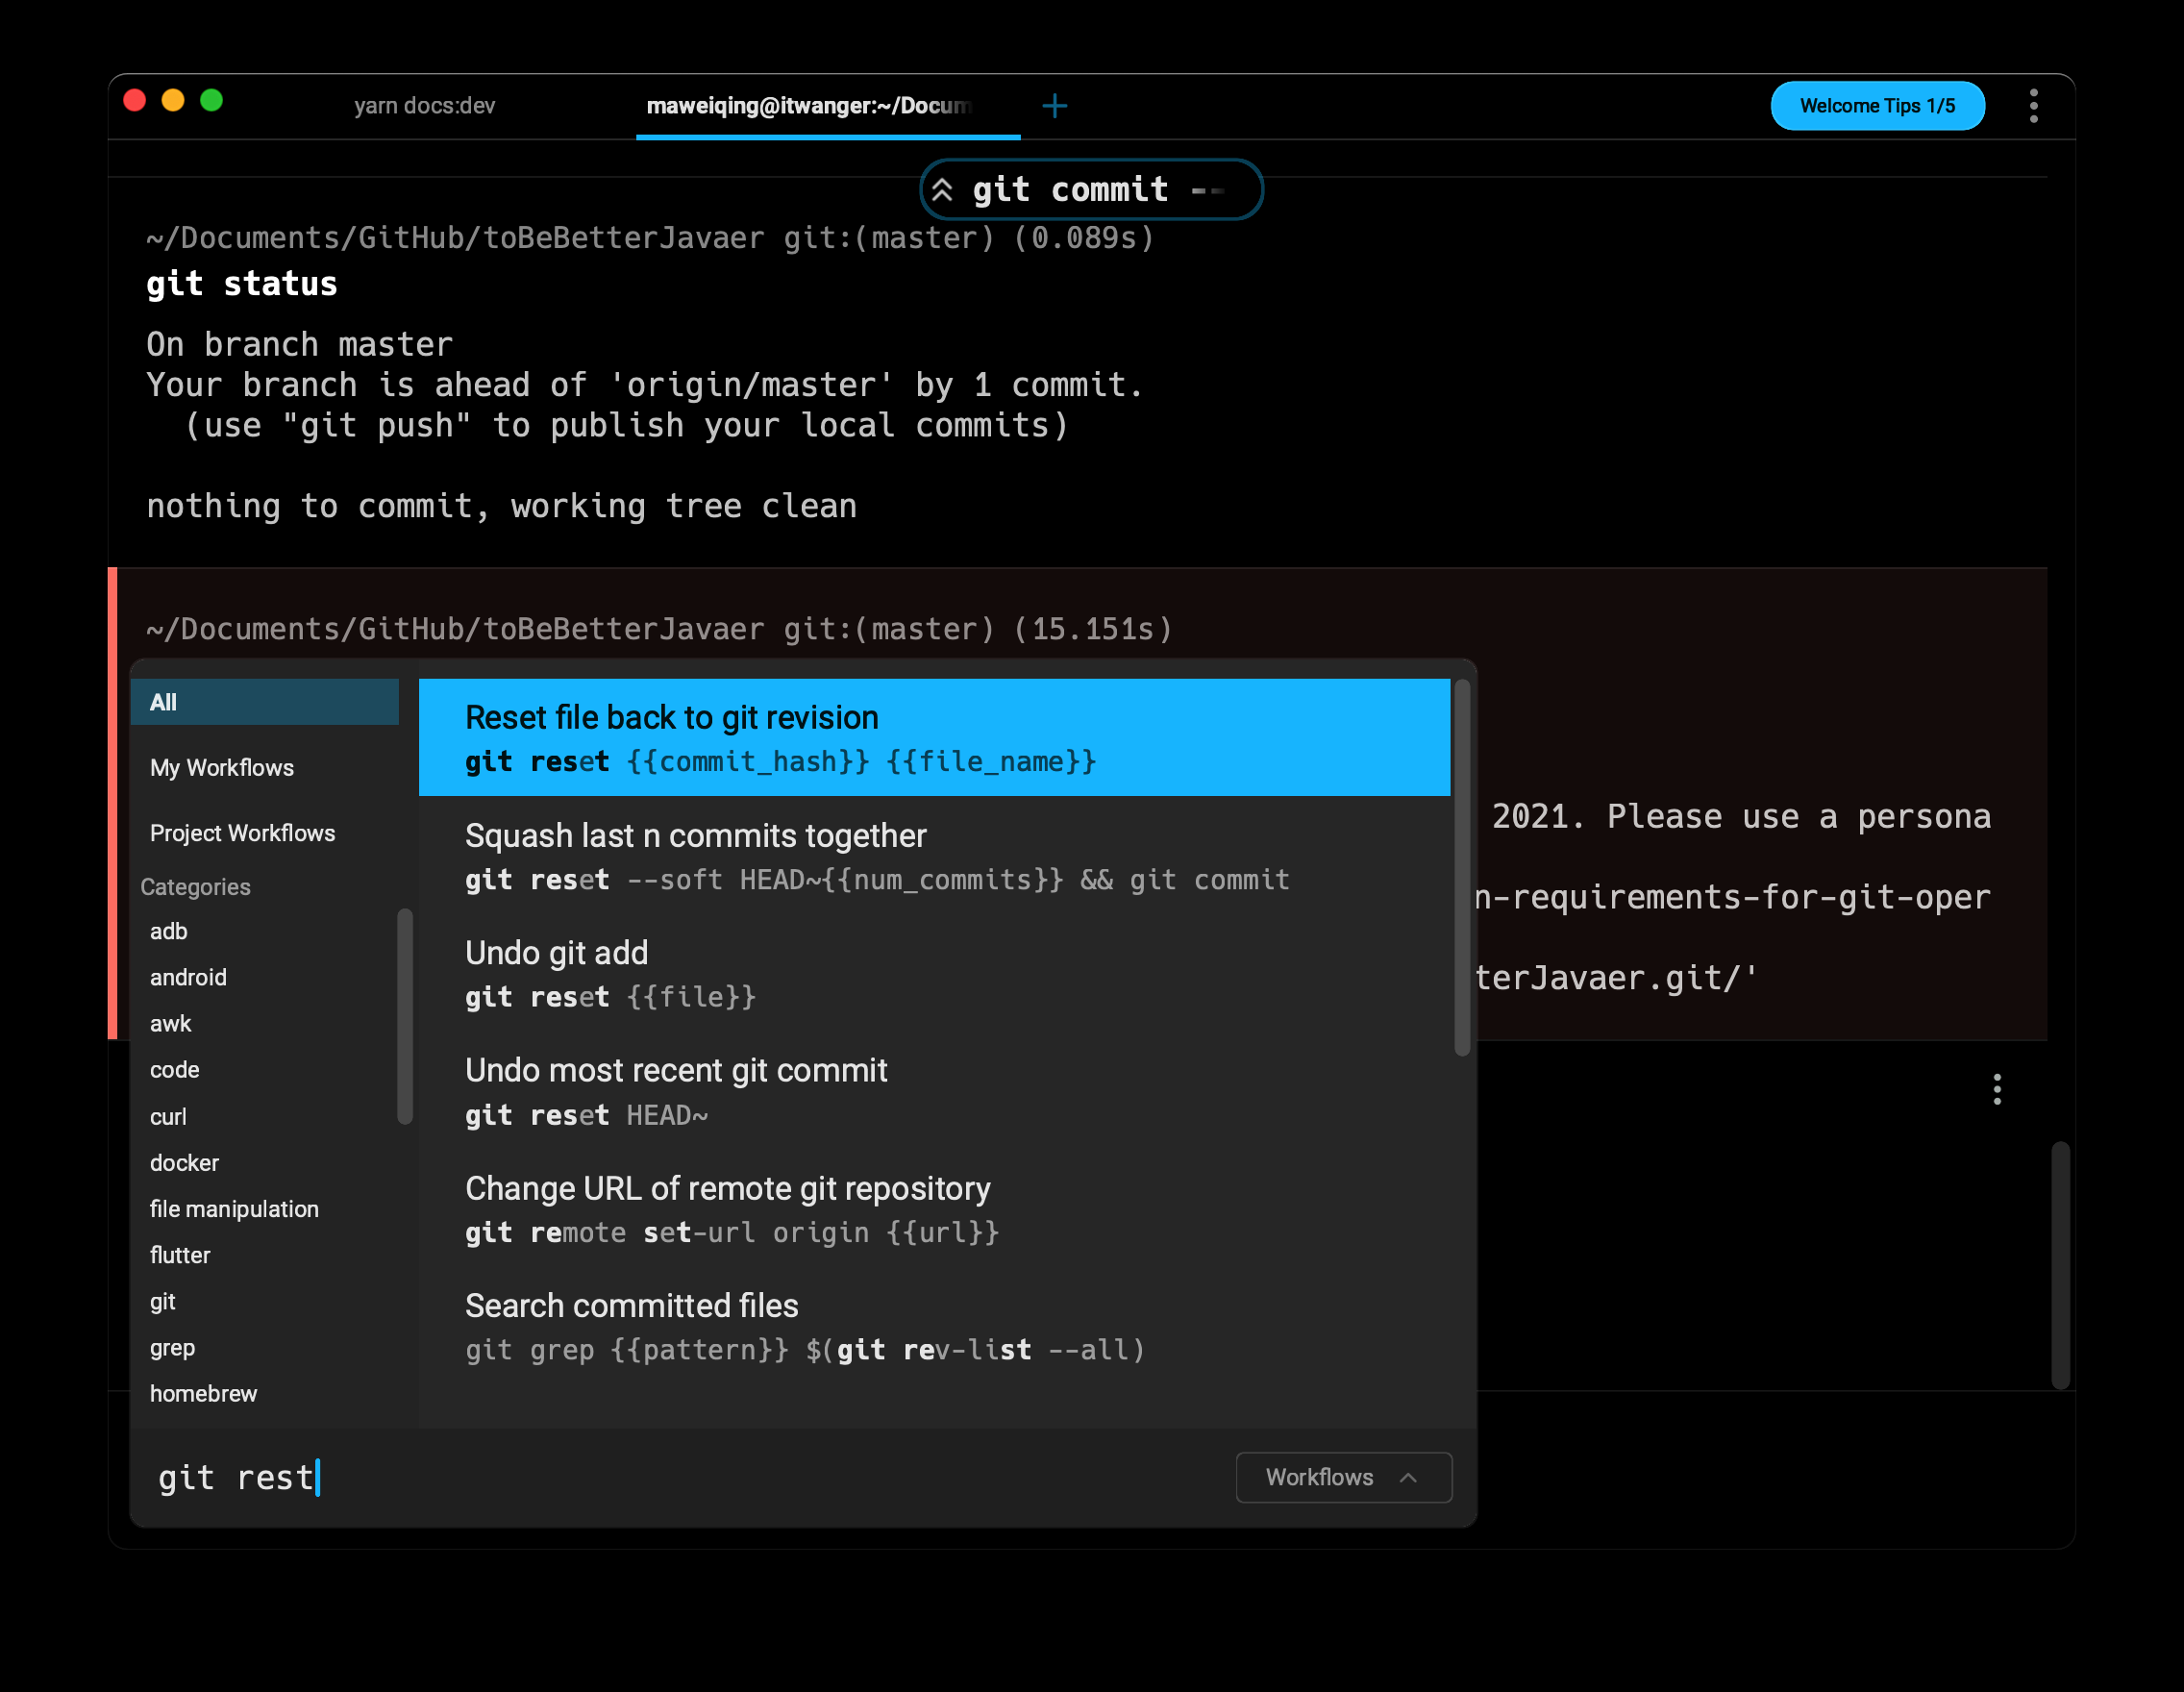 yarn docs:dev
maweiqing@itwanger:~/Docum
Welcome Tips 1/5
git commit --
~/Documents/GitHub/toBeBetterJavaer git:(master) (0.089s)
git status
On branch master
Your branch is ahead of 'origin/master' by 1 commit.
(use "git push" to publish your local commits)
nothing to commit, working tree clean
~/Documents/GitHub/toBeBetterJavaer git:(master) (15.151s)
2021. Please use a persona
n-requirements-for-git-oper
terJavaer.git/'
All
My Workflows
Project Workflows
Categories
adb
android
awk
code
curl
docker
file manipulation
flutter
git
grep
homebrew
Reset file back to git revision
git reset {{commit_hash}} {{file_name}}
Squash last n commits together
git reset --soft HEAD~{{num_commits}} && git commit
Undo git add
git reset {{file}}
Undo most recent git commit
git reset HEAD~
Change URL of remote git repository
git remote set-url origin {{url}}
Search committed files
git grep {{pattern}} $(git rev-list --all)
git rest
Workflows